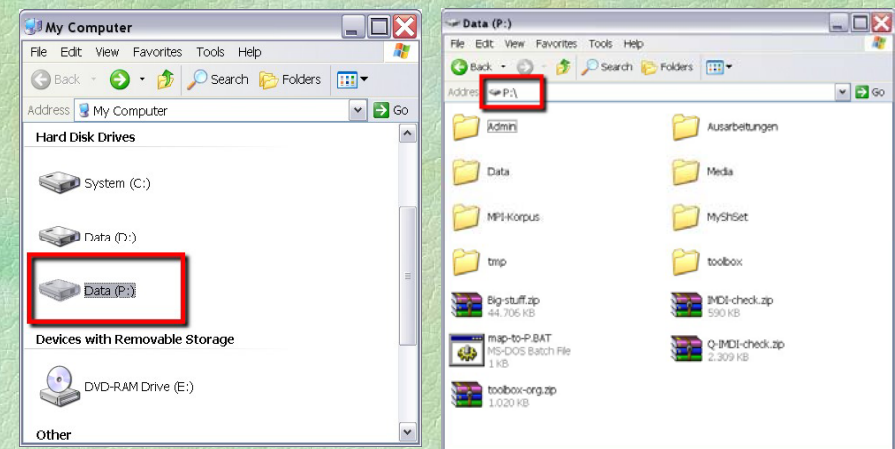 My Computer
File Edit View Favorites Tools Help
Back Search Folders
Address My Computer Go
Hard Disk Drives
System (C:)
Data (D:)
Data (P:)
Devices with Removable Storage
DVD-RAM Drive (E:)
Other
Data (P:)
File Edit View Favorites Tools Help
Back Search Folders
Addres P:\ Go
Admin Ausarbeitungen
Data Media
MPI-Korpus MyShSet
tmp toolbox
Big-stuff.zip IMDI-check.zip
44.706 KB 590 KB
map-to-P.BAT Q-IMDI-check.zip
MS-DOS Batch File 2.309 KB
1 KB
toolbox-org.zip
1.020 KB